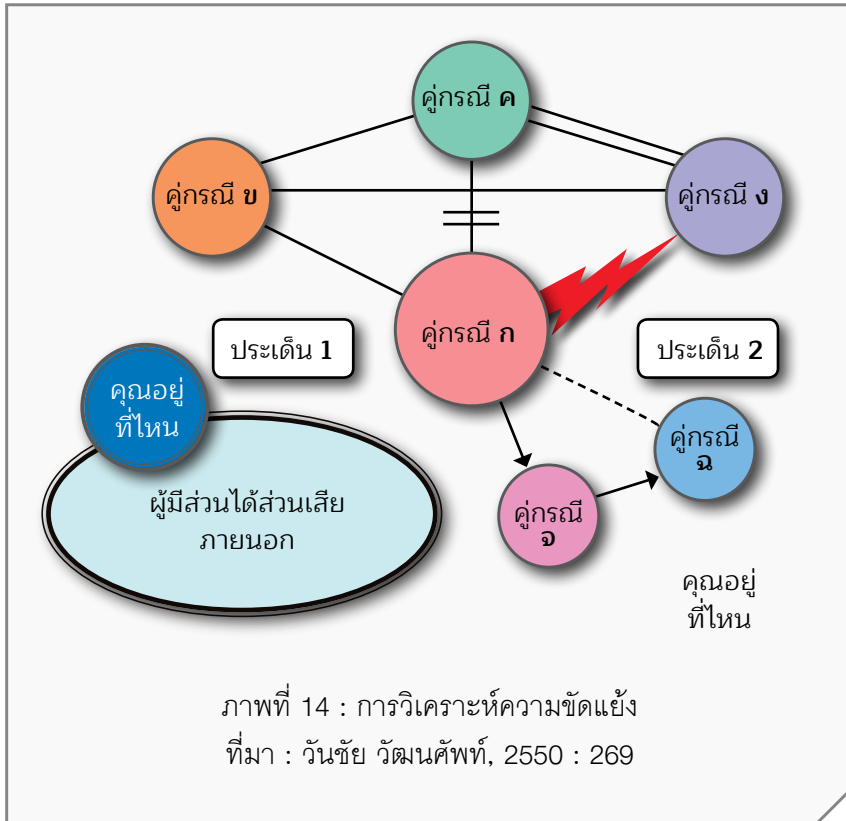 คู่กรณี ค
คู่กรณี ข
คู่กรณี ง
คู่กรณี ก
ประเด็น 1
ประเด็น 2
คุณอยู่
ที่ไหน
คู่กรณี
ฉ
ผู้มีส่วนได้ส่วนเสีย
ภายนอก
คู่กรณี
จ
คุณอยู่
ที่ไหน
ภาพที่ 14 : การวิเคราะห์ความขัดแย้ง
ที่มา : วันชัย วัฒนศัพท์, 2550 : 269